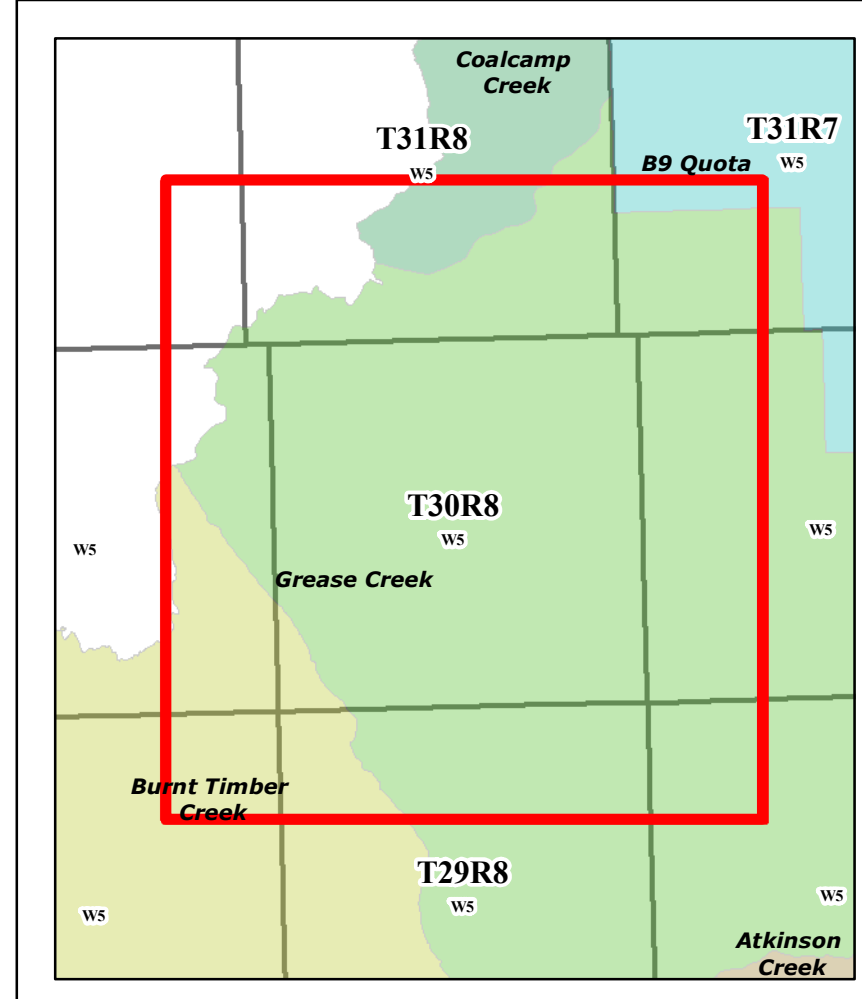 Coalcamp
Creek
T31R8
W5
T31R7
W5
B9 Quota
T30R8
W5
W5
W5
Grease Creek
Burnt Timber
Creek
T29R8
W5
W5
W5
Atkinson
Creek